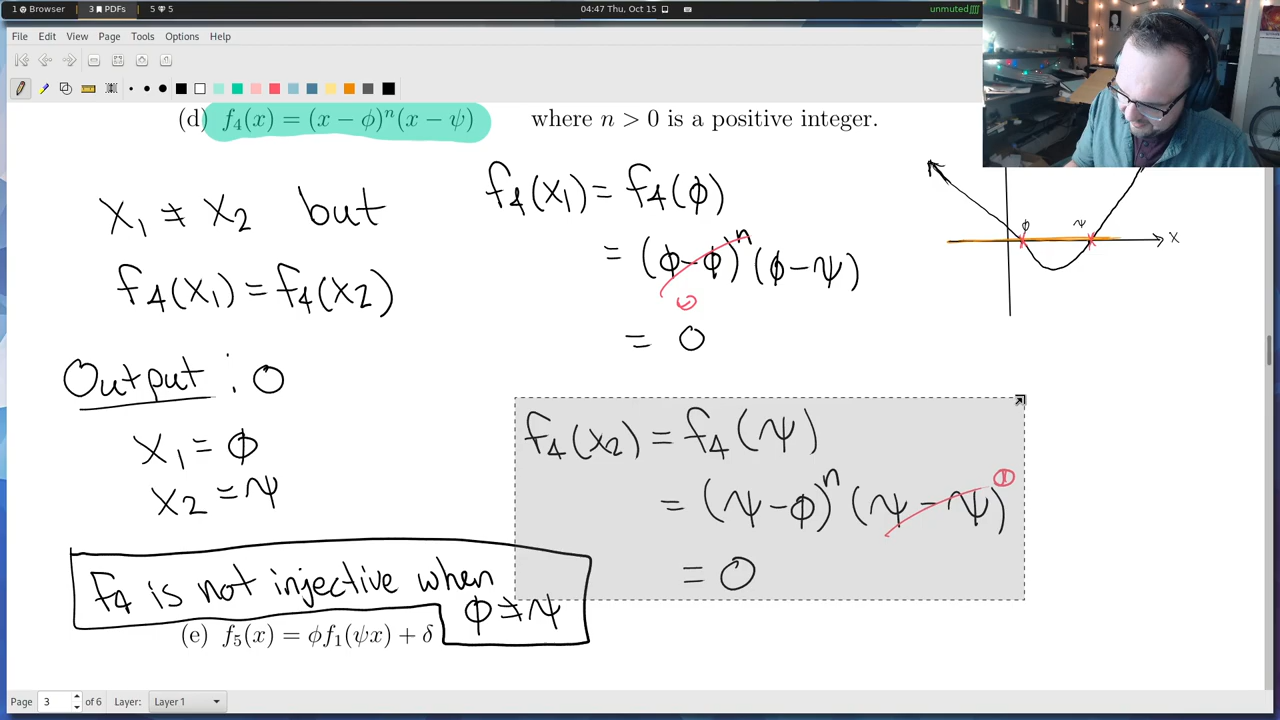 1 Browser 3 PDFs 5 5 04:47 Thu, Oct 15 unmuted
File Edit View Page Tools Options Help
(d) f₄(x) = (x − ϕ)ⁿ(x − ψ) where n > 0 is a positive integer.
x₁ ≠ x₂ but
f₄(x₁) = f₄(x₂)
Output : 0
x₁ = ϕ
x₂ = ψ
f₄ is not injective when
ϕ ≠ ψ
f₄(x₁) = f₄(ϕ)
= (ϕ−ϕ)ⁿ (ϕ−ψ)
0
= 0
f₄(x₂) = f₄(ψ)
= (ψ−ϕ)ⁿ (ψ−ψ) 0
= 0
ϕ ψ x
(e) f₅(x) = ϕf₁(ψx) + δ
Page 3 of 6 Layer: Layer 1